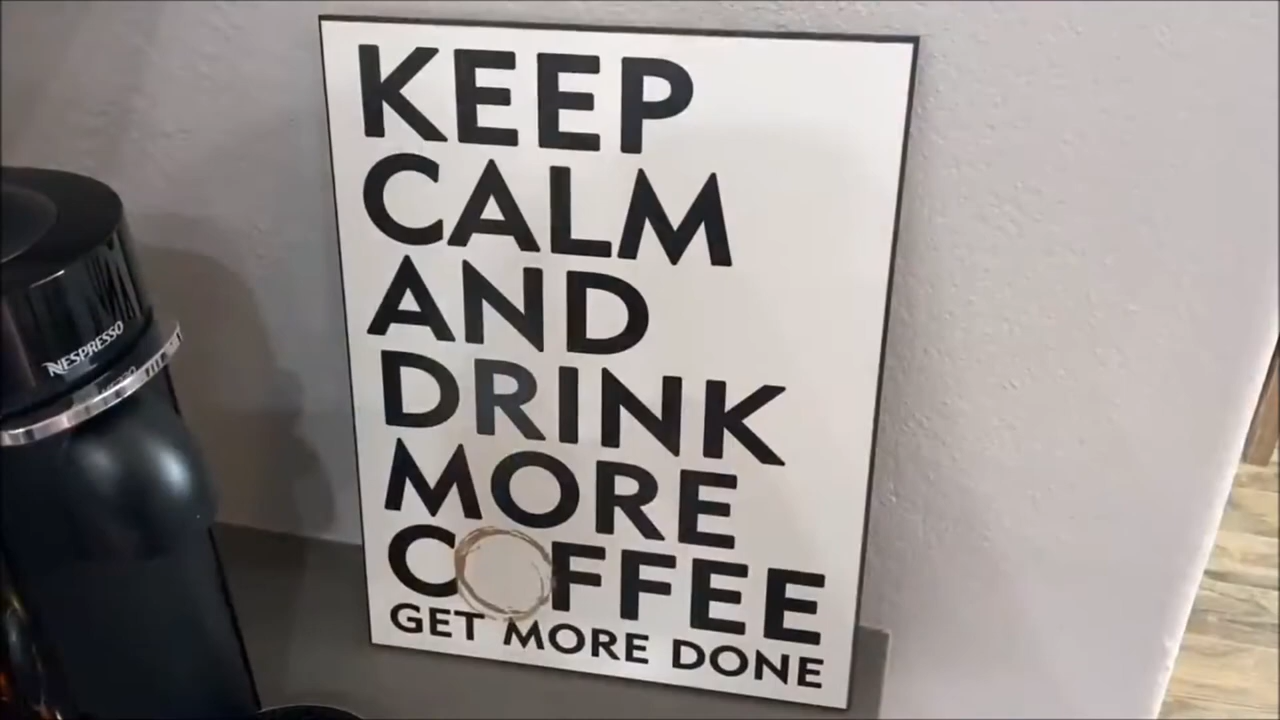 KEEP
CALM
AND
DRINK
MORE
COFFEE
GET MORE DONE
NESPRESSO